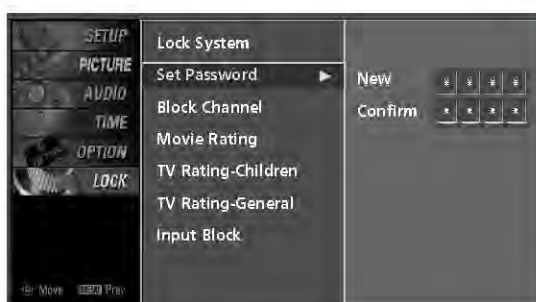 SETUP
PICTURE
AUDIO
TIME
OPTION
LOCK
Move MENU Prev
Lock System
Set Password ▶
Block Channel
Movie Rating
TV Rating-Children
TV Rating-General
Input Block
New * * * *
Confirm * * * *